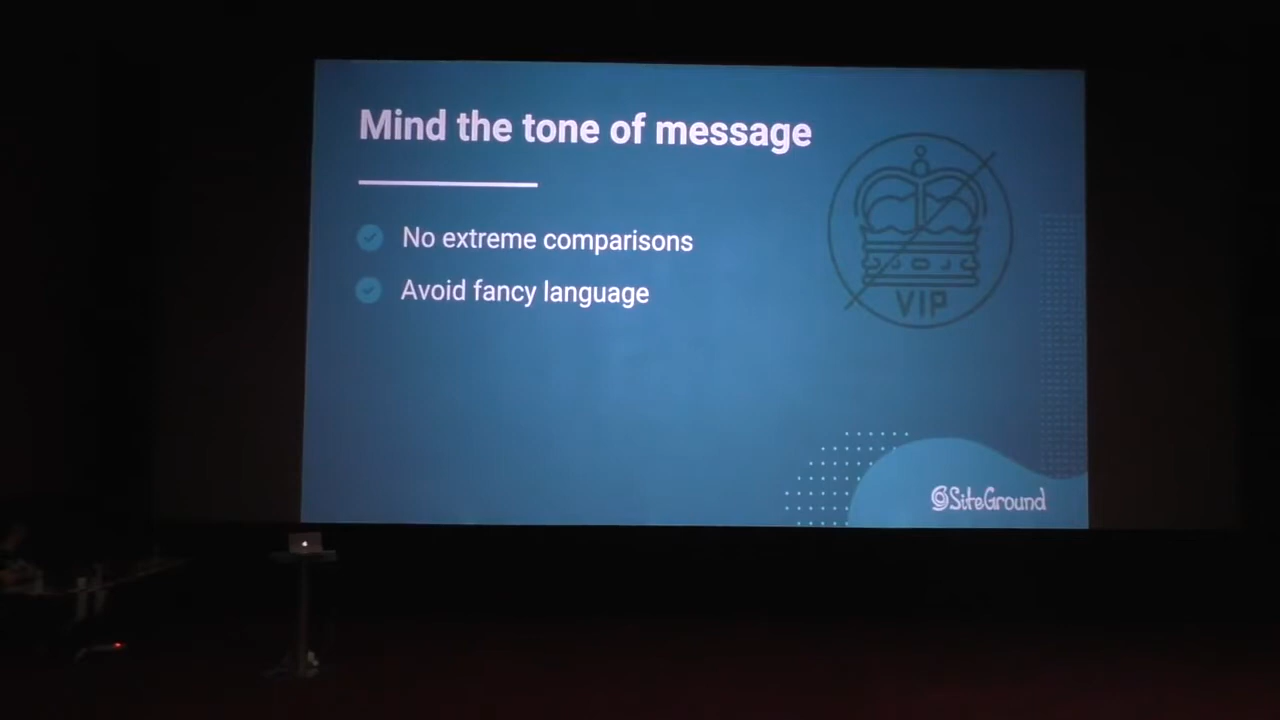 Mind the tone of message
No extreme comparisons
Avoid fancy language
VIP
@SiteGround